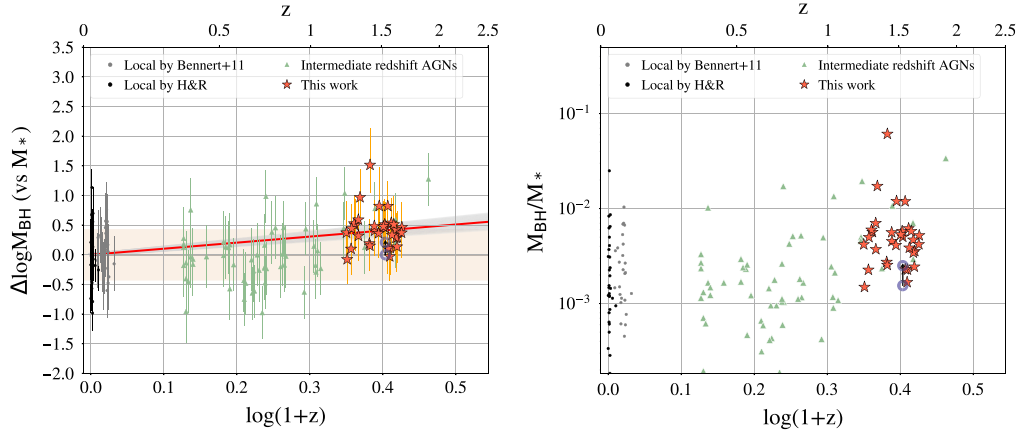 z
0 0.5 1 1.5 2 2.5
3.5
3.0
2.5
2.0
1.5
1.0
0.5
0.0
−0.5
−1.0
−1.5
−2.0
ΔlogM_BH (vs M_*)
Local by Bennert+11
Local by H&R
Intermediate redshift AGNs
This work
0.0 0.1 0.2 0.3 0.4 0.5
log(1+z)
z
0 0.5 1 1.5 2 2.5
10⁻¹
10⁻²
10⁻³
M_BH/M_*
Local by Bennert+11
Local by H&R
Intermediate redshift AGNs
This work
0.0 0.1 0.2 0.3 0.4 0.5
log(1+z)